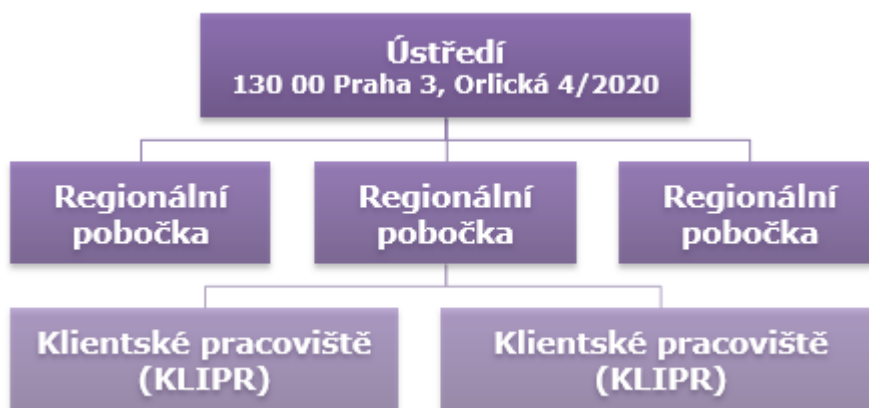 Ústředí
130 00 Praha 3, Orlická 4/2020
Regionální
pobočka
Regionální
pobočka
Regionální
pobočka
Klientské pracoviště
(KLIPR)
Klientské pracoviště
(KLIPR)